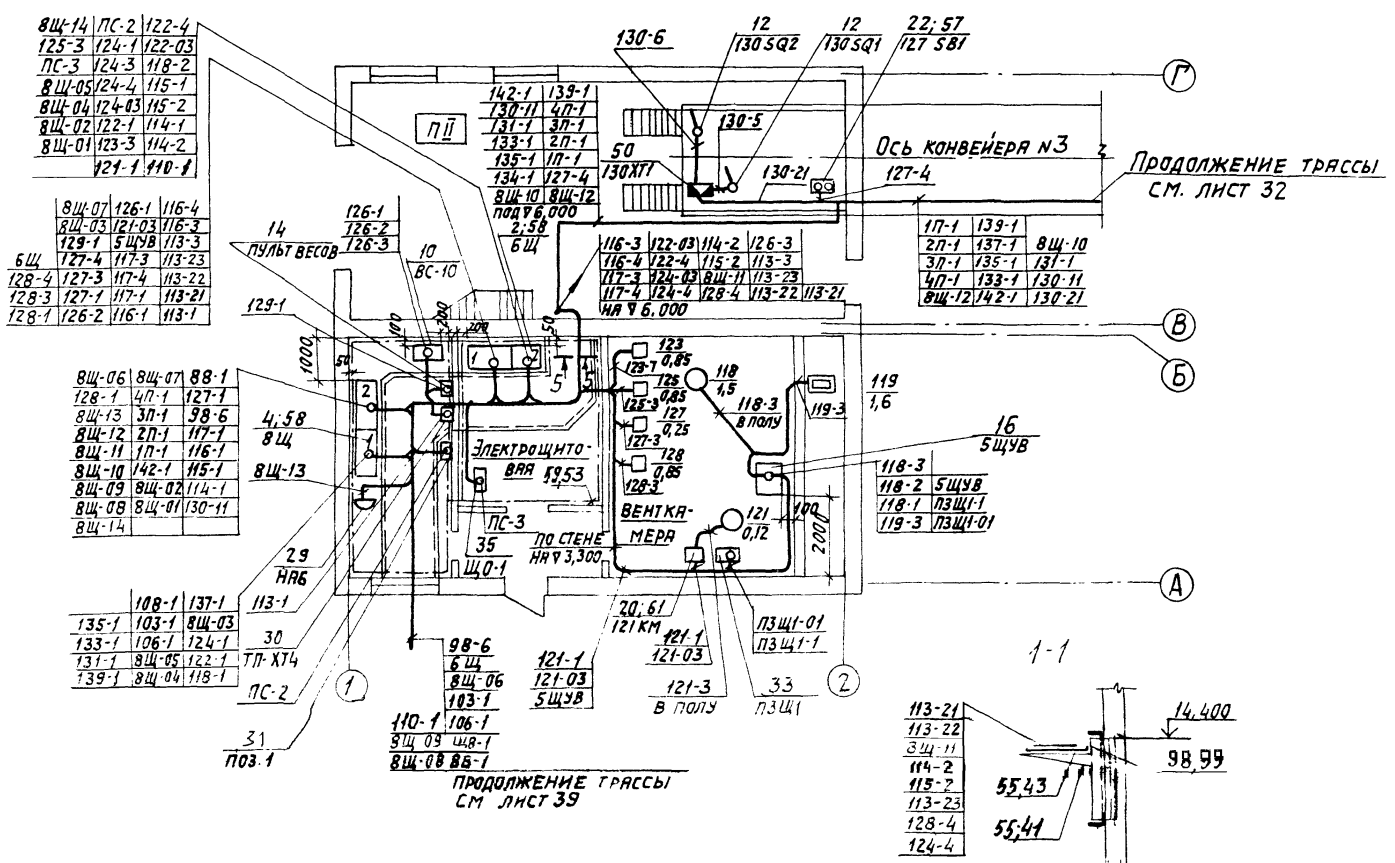 8Щ-14 ПС-2 122-4
125-3 124-1 122-03
ПС-3 124-3 118-2
8Щ-05 124-4 115-1
8Щ-04 124-03 115-2
8Щ-02 122-1 114-1
8Щ-01 123-3 114-2
121-1 110-1
130-6
12
130SQ2
12
130SQ1
22; 57
127 SB1
Г
142-1 139-1
130-11 4П-1
131-1 3П-1
133-1 2П-1
135-1 1П-1
134-1 127-4
8Щ-10 8Щ-12
ПОД ∇ 6,000
П II
130-5
50
130ХТ1
130-21
ОСЬ КОНВЕЙЕРА N3
127-4
ПРОДОЛЖЕНИЕ ТРАССЫ
СМ. ЛИСТ 32
8Щ-07 126-1 116-4
8Щ-03 121-03 116-3
129-1 5ЩУВ 113-3
6Щ 127-4 117-3 113-23
128-4 127-3 117-4 113-22
128-3 127-1 117-1 113-21
128-1 126-2 116-1 113-1
14
ПУЛЬТ ВЕСОВ
126-1
126-2
126-3
10
ВС-10
2; 58
6Щ
116-3 122-03 114-2 126-3
116-4 122-4 115-2 113-3
117-3 124-03 8Щ-11 113-23
117-4 124-4 128-4 113-22 113-21
НА ∇ 6,000
1П-1 139-1
2П-1 137-1 8Щ-10
3П-1 135-1 131-1
4П-1 133-1 130-11
8Щ-12 142-1 130-21
129-1
200
200
100
50
1000
50
В
Б
1
2
5
5
8Щ-06 8Щ-07 88-1
128-1 4П-1 127-1
8Щ-13 3П-1 98-6
8Щ-12 2П-1 117-1
8Щ-11 1П-1 116-1
8Щ-10 142-1 115-1
8Щ-09 8Щ-02 114-1
8Щ-08 8Щ-01 130-11
8Щ-14
4; 58
8Щ
8Щ-13
2
1
123
0,85
123-7
125
0,85
125-3
127
0,25
127-3
128
0,85
128-3
118
1,5
118-3
В ПОЛУ
119-3
119
1,6
16
5ЩУВ
118-3
118-2 5ЩУВ
118-1 ПЗЩ1-1
119-3 ПЗЩ1-01
ЭЛЕКТРОЩИТО-
ВАЯ
59,53
ВЕНТКА-
МЕРА
121
0,12
100
2000
ПС-3
35
ЩО-1
ПО СТЕНЕ
НА ∇ 3,300
29
НА6
113-1
30
ТП-ХТ4
ПС-2
31
ПОЗ.1
108-1 137-1
135-1 103-1 8Щ-03
133-1 106-1 124-1
131-1 8Щ-05 122-1
139-1 8Щ-04 118-1
20; 61
121 КМ
121-1
121-03
ПЗЩ1-01
ПЗЩ1-1
А
1
2
98-6
6Щ
8Щ-06
103-1
110-1 106-1
8Щ 09
8Щ-08
ПРОДОЛЖЕНИЕ ТРАССЫ
СМ ЛИСТ 39
121-1
121-03
5ЩУВ
121-3
В ПОЛУ
33
ПЗЩ1
1-1
113-21
113-22
8Щ-11
114-2
115-2
113-23
128-4
124-4
55,43
55;41
14,400
98,99